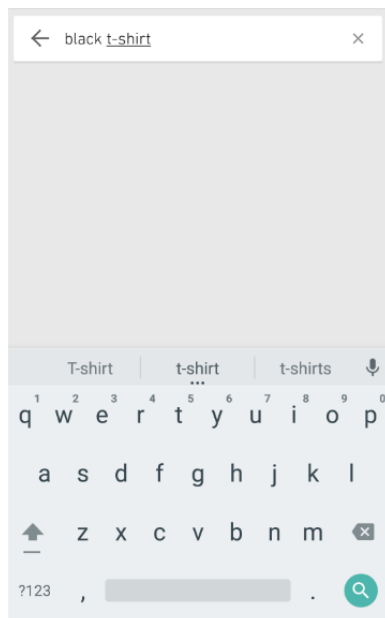 black t-shirt
T-shirt t-shirt t-shirts
1 2 3 4 5 6 7 8 9 0
q w e r t y u i o p
a s d f g h j k l
z x c v b n m
?123 , .